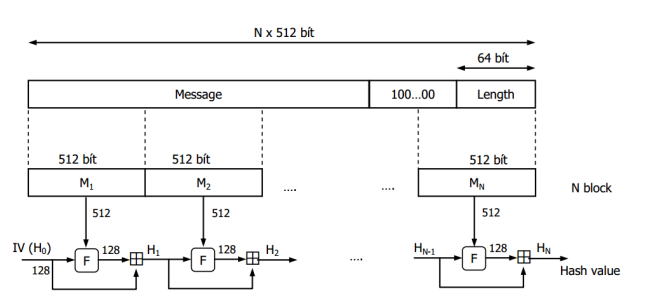 N x 512 bít
64 bít
Message 100...00 Length
512 bít 512 bít 512 bít
M1 M2 .... .... MN N block
512 512 512
IV (H0) 128 H1 128 H2 HN-1 128 HN
F F .... F
128 Hash value